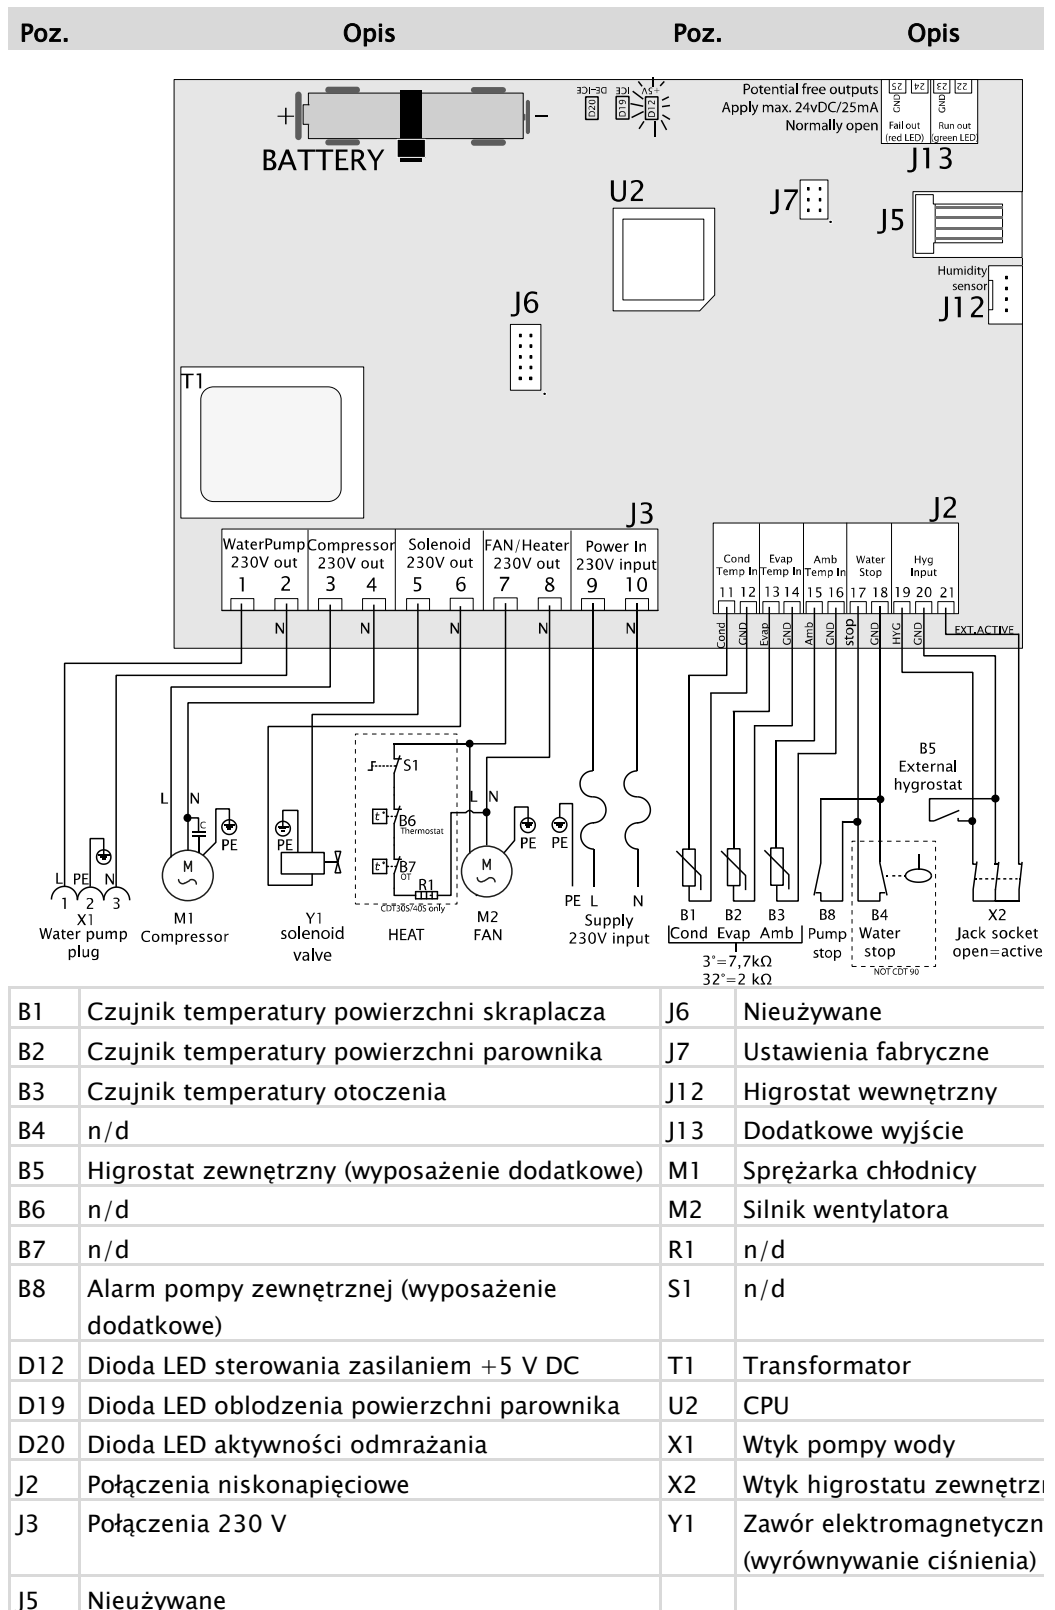 Poz. Opis Poz. Opis
DE-ICE ICE +5V
D20 D19 D12
Potential free outputs
Apply max. 24vDC/25mA
Normally open
25 24 23 22
GND GND
Fail out (red LED) Run out (green LED)
J13
+ -
BATTERY
U2
J7
J5
Humidity
sensor
J12
J6
T1
J3
WaterPump 230V out
Compressor 230V out
Solenoid 230V out
FAN/Heater 230V out
Power In 230V input
1 2 3 4 5 6 7 8 9 10
N N N N N
J2
Cond Temp In
Evap Temp In
Amb Temp In
Water Stop
Hyg Input
11 12 13 14 15 16 17 18 19 20 21
Cond GND Evap GND Amb GND stop GND HYG GND EXT.ACTIVE
B5
External
hygrostat
S1
B6
Thermostat
B7
OT
R1
CDT30S/40S only
HEAT
L PE N
1 2 3
X1
Water pump
plug
L N
C
PE
M
M1
Compressor
PE
Y1
solenoid
valve
L N
PE
M
M2
FAN
PE
PE L N
Supply
230V input
B1 B2 B3
Cond Evap Amb
3°=7,7kΩ
32°=2 kΩ
B8
Pump
stop
B4
Water
stop
NOT CDT 90
X2
Jack socket
open=active
B1 Czujnik temperatury powierzchni skraplacza J6 Nieużywane
B2 Czujnik temperatury powierzchni parownika J7 Ustawienia fabryczne
B3 Czujnik temperatury otoczenia J12 Higrostat wewnętrzny
B4 n/d J13 Dodatkowe wyjście
B5 Higrostat zewnętrzny (wyposażenie dodatkowe) M1 Sprężarka chłodnicy
B6 n/d M2 Silnik wentylatora
B7 n/d R1 n/d
B8 Alarm pompy zewnętrznej (wyposażenie S1 n/d
dodatkowe)
D12 Dioda LED sterowania zasilaniem +5 V DC T1 Transformator
D19 Dioda LED oblodzenia powierzchni parownika U2 CPU
D20 Dioda LED aktywności odmrażania X1 Wtyk pompy wody
J2 Połączenia niskonapięciowe X2 Wtyk higrostatu zewnętrzn
J3 Połączenia 230 V Y1 Zawór elektromagnetyczn
(wyrównywanie ciśnienia)
J5 Nieużywane